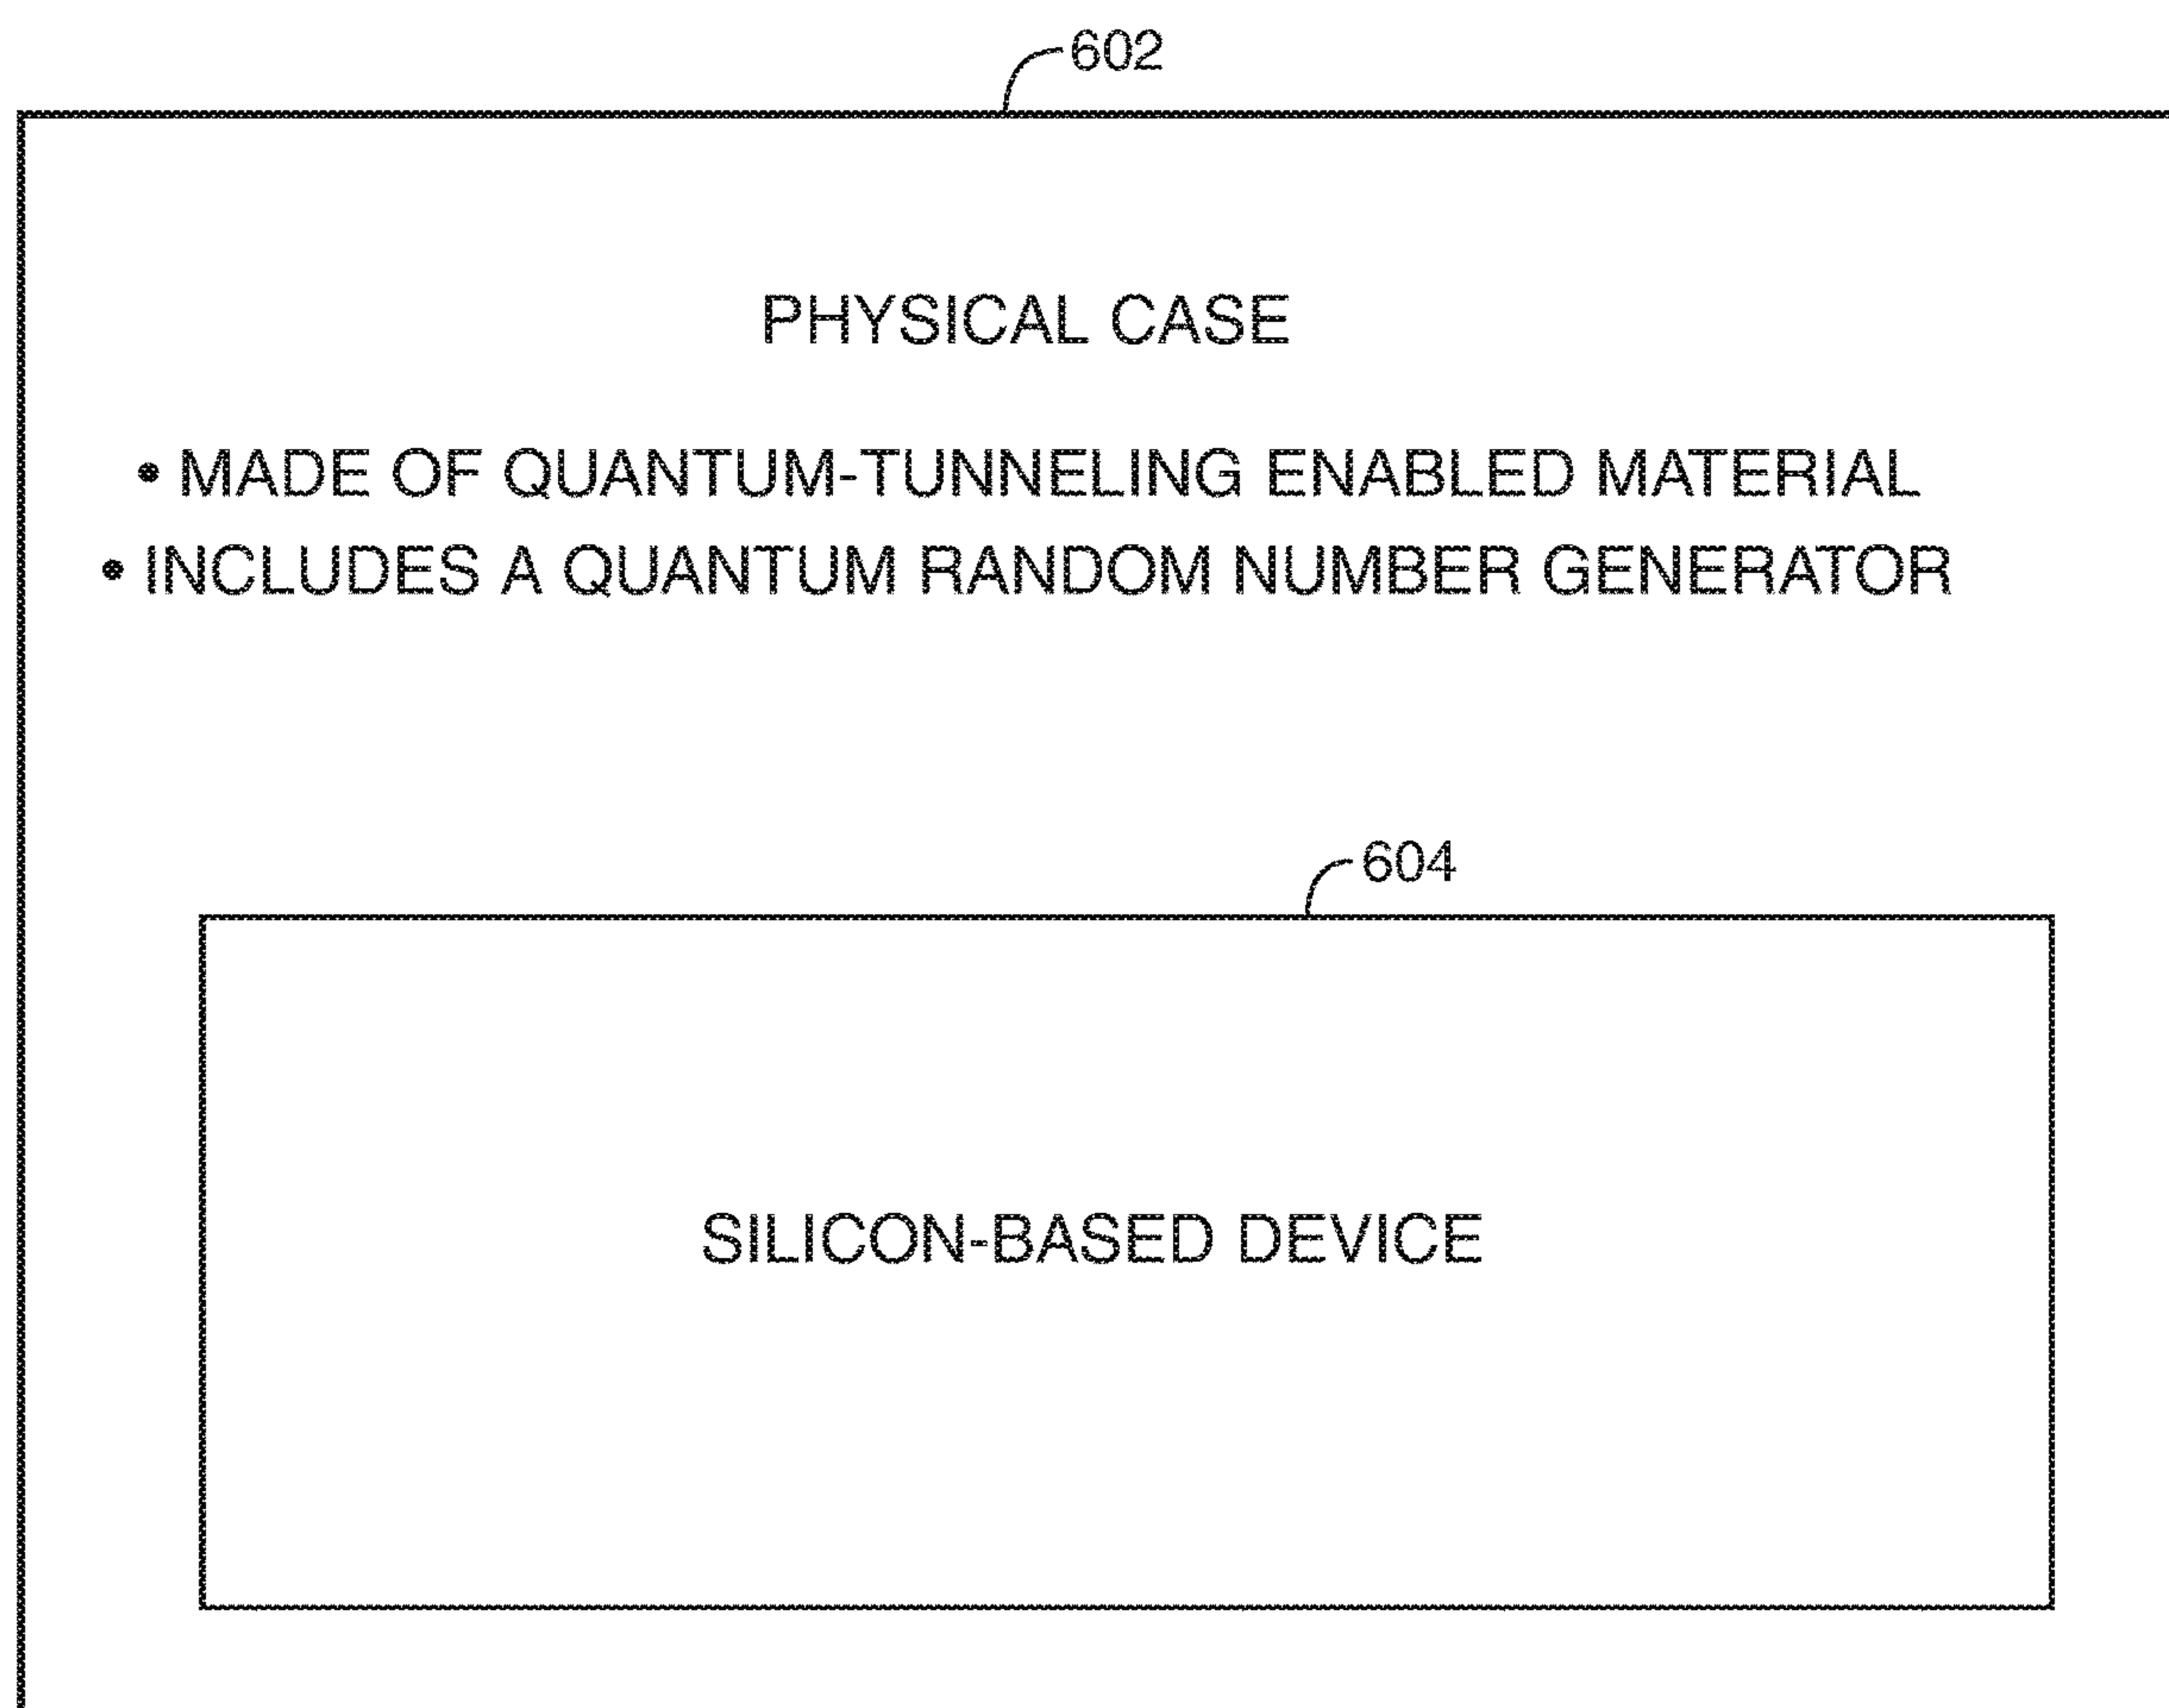 602
PHYSICAL CASE
• MADE OF QUANTUM-TUNNELING ENABLED MATERIAL
• INCLUDES A QUANTUM RANDOM NUMBER GENERATOR
604
SILICON-BASED DEVICE